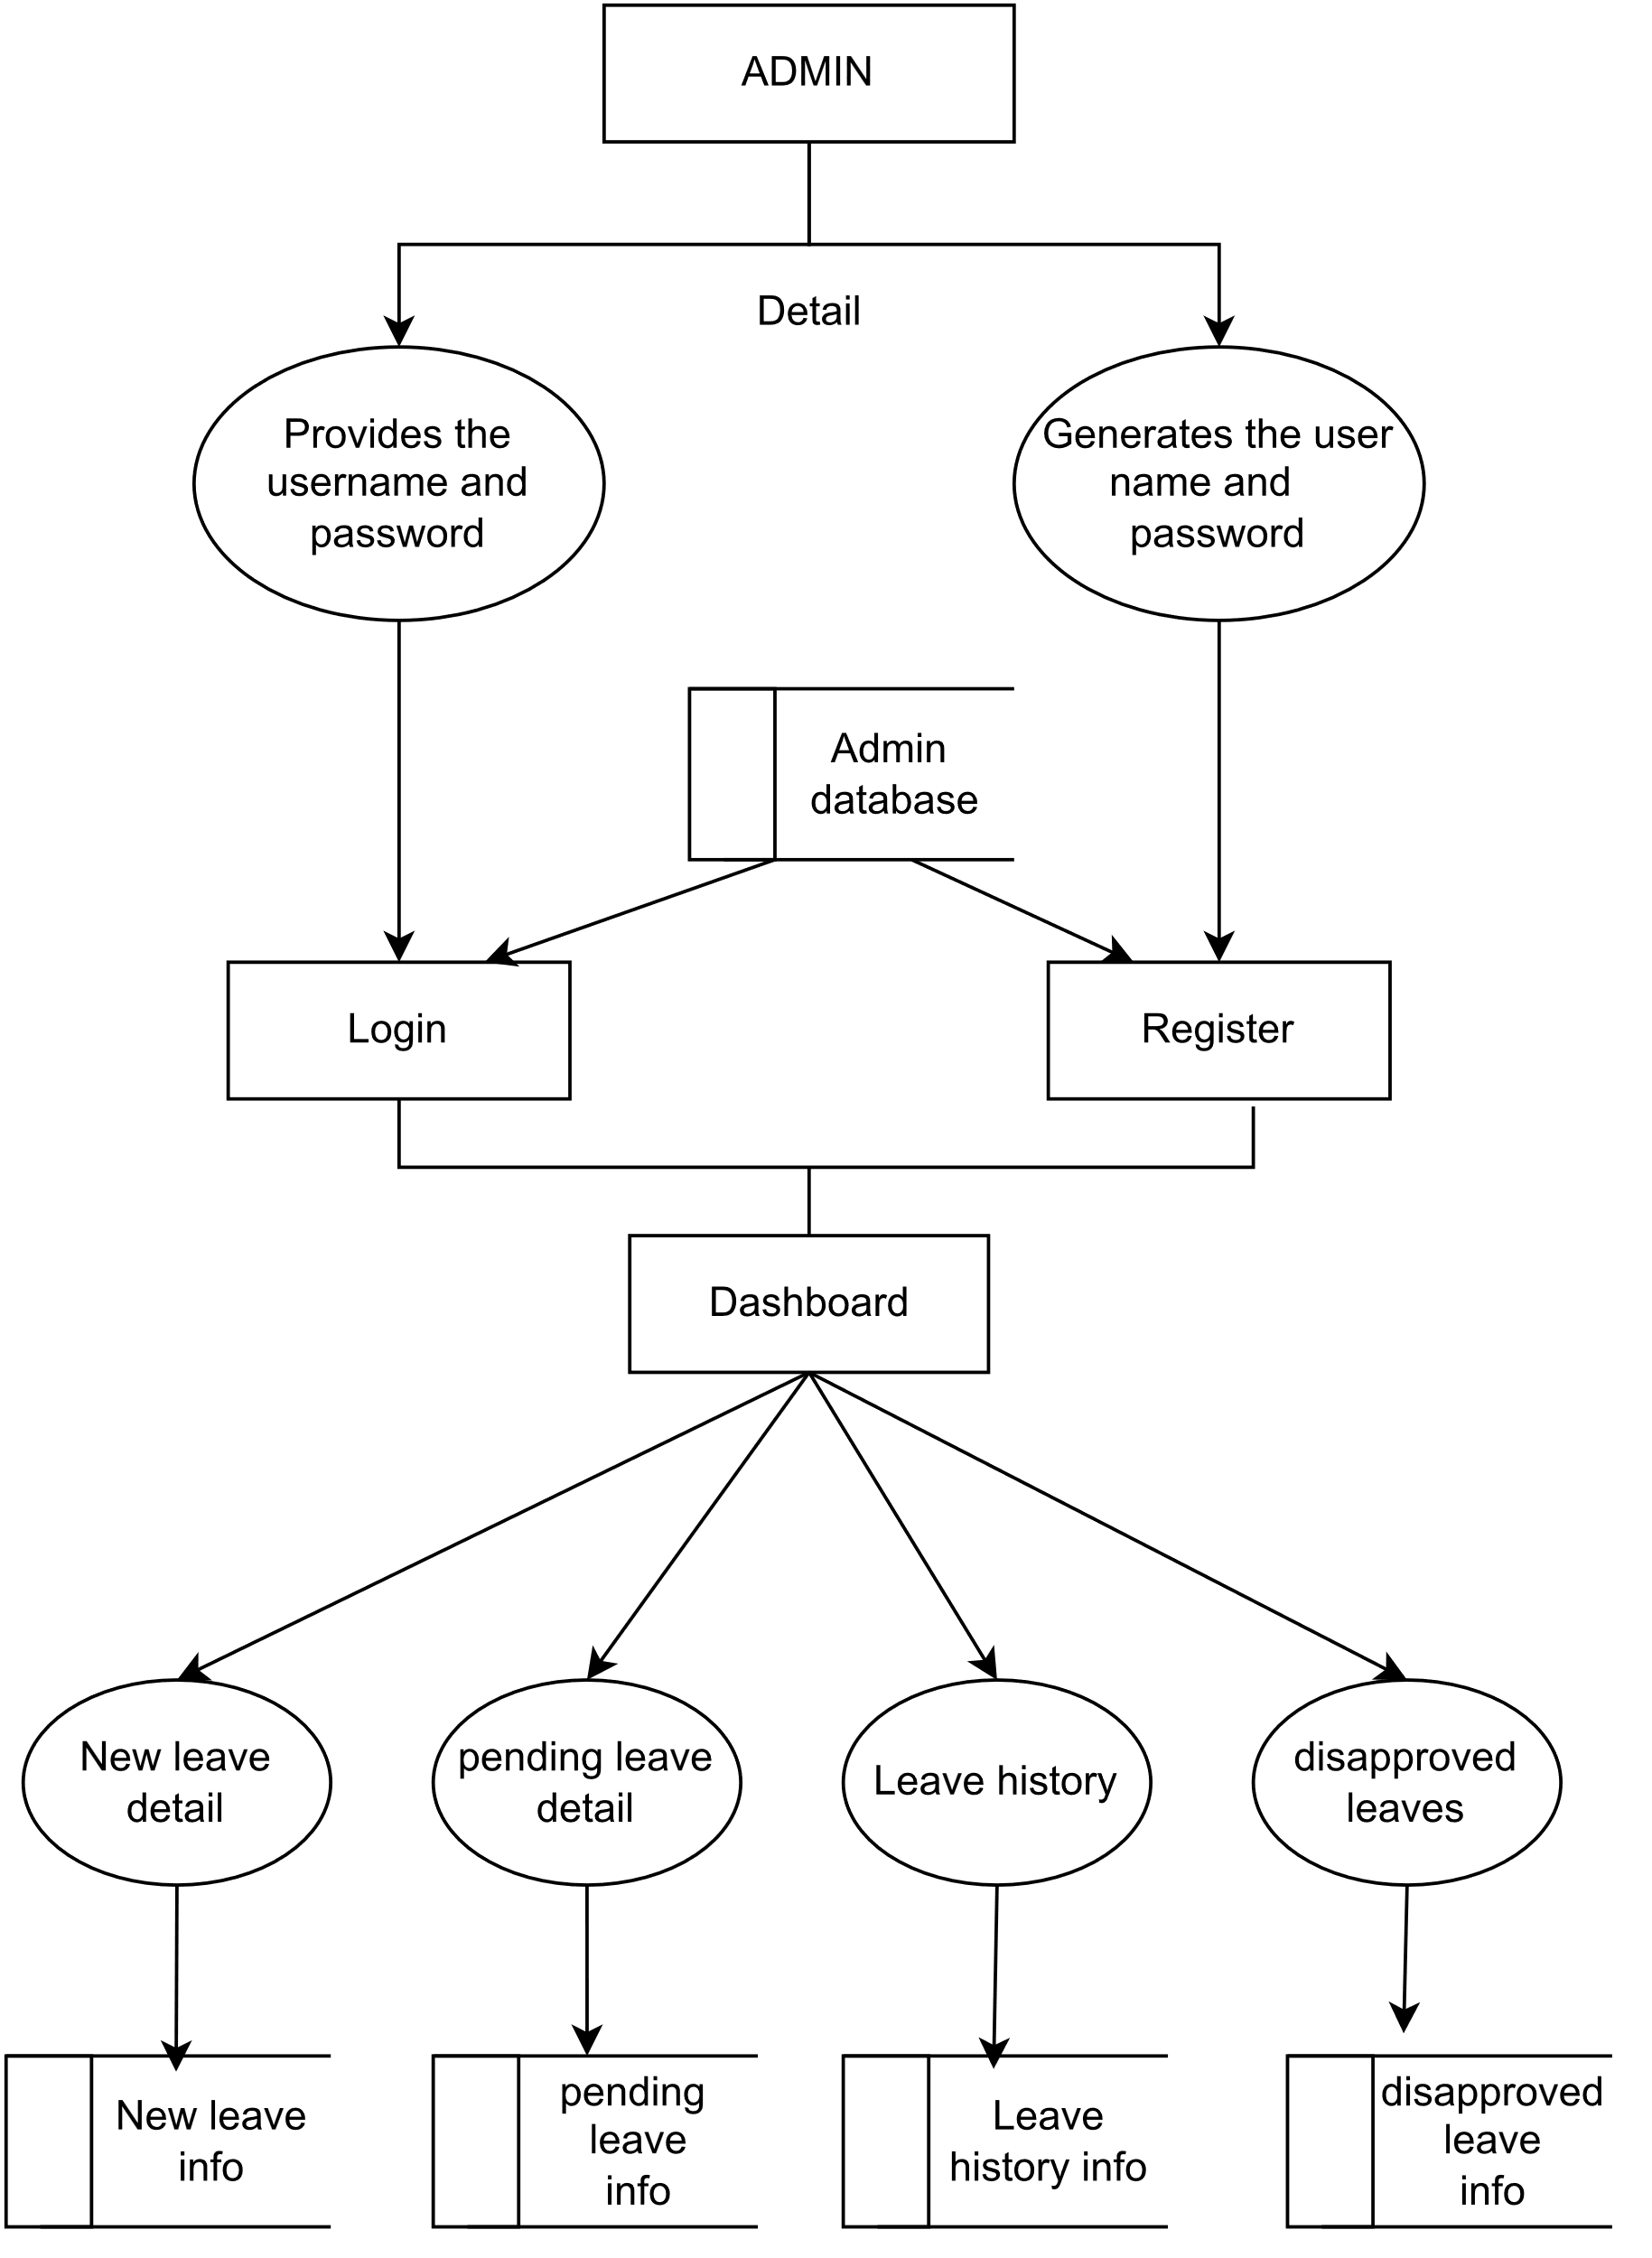 ADMIN
Detail
Provides the
username and
password
Generates the user
name and
password
Admin
database
Login
Register
Dashboard
New leave
detail
pending leave
detail
Leave history
disapproved
leaves
New leave
info
pending
leave
info
Leave
history info
disapproved
leave
info